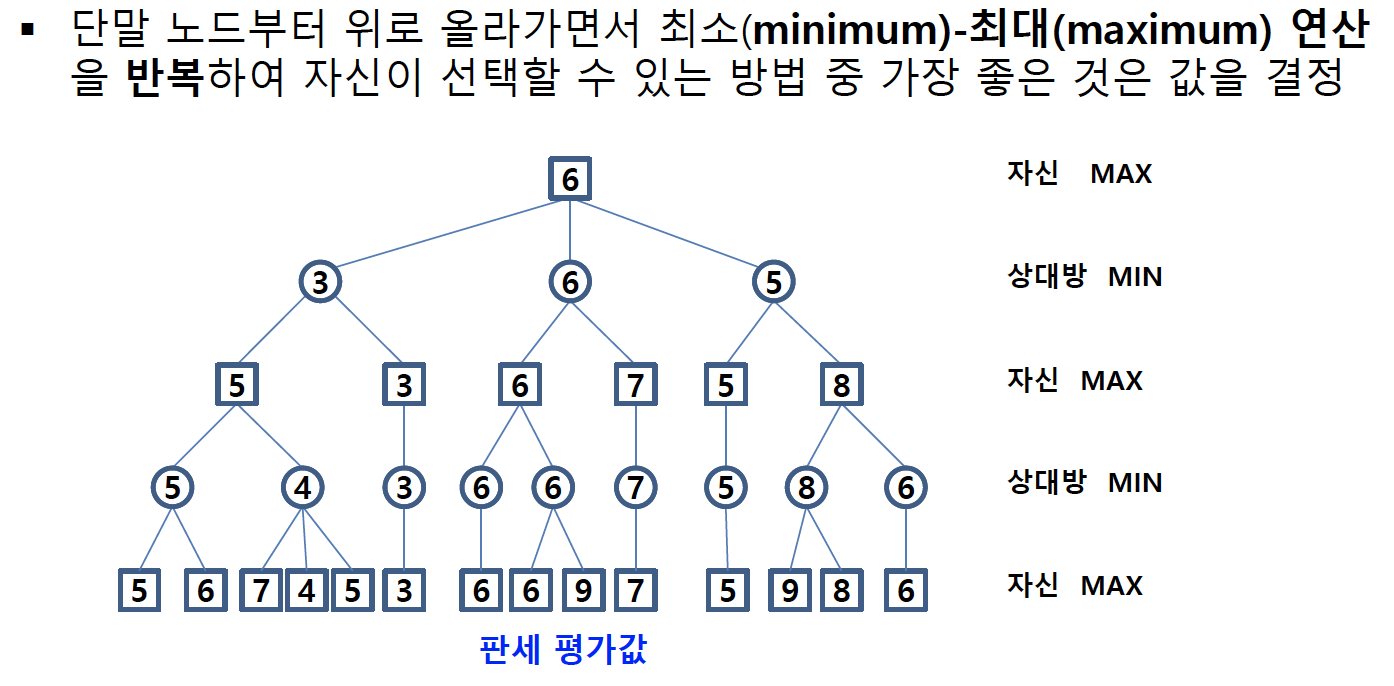 ▪ 단말 노드부터 위로 올라가면서 최소(minimum)-최대(maximum) 연산
을 반복하여 자신이 선택할 수 있는 방법 중 가장 좋은 것은 값을 결정
6 자신 MAX
3 6 5 상대방 MIN
5 3 6 7 5 8 자신 MAX
5 4 3 6 6 7 5 8 6 상대방 MIN
5 6 7 4 5 3 6 6 9 7 5 9 8 6 자신 MAX
판세 평가값